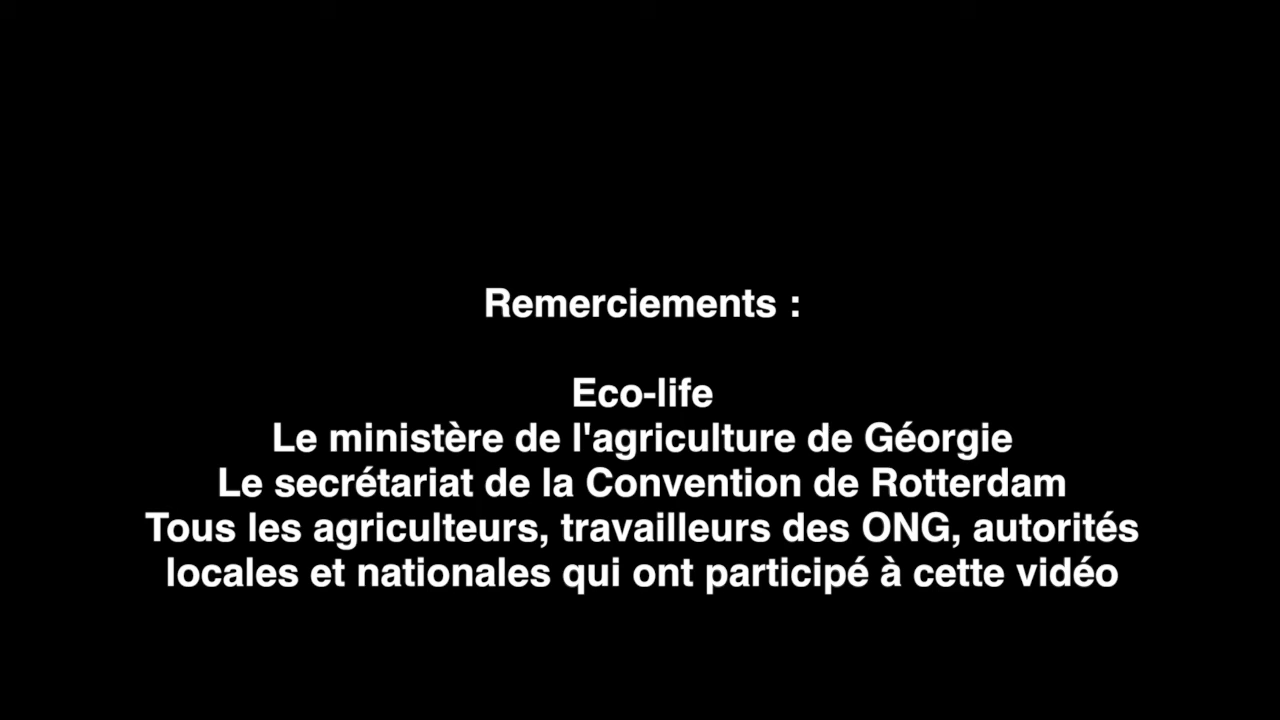 Remerciements :
Eco-life
Le ministère de l'agriculture de Géorgie
Le secrétariat de la Convention de Rotterdam
Tous les agriculteurs, travailleurs des ONG, autorités
locales et nationales qui ont participé à cette vidéo